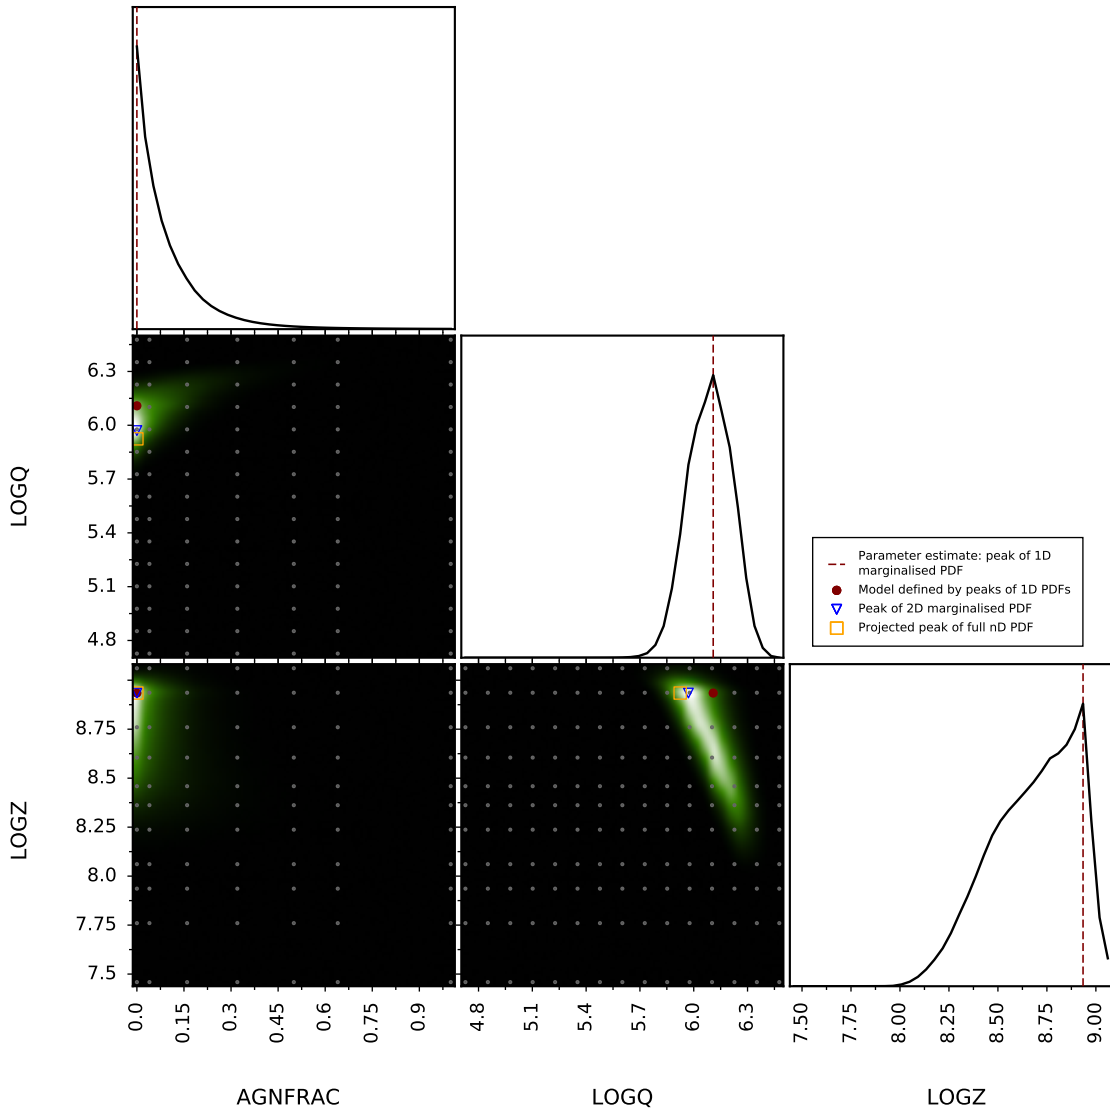 LOGQ
6.3
6.0
5.7
5.4
5.1
4.8
Parameter estimate: peak of 1D
marginalised PDF
Model defined by peaks of 1D PDFs
Peak of 2D marginalised PDF
Projected peak of full nD PDF
LOGZ
8.75
8.5
8.25
8.0
7.75
7.5
0.0 0.15 0.3 0.45 0.6 0.75 0.9
4.8 5.1 5.4 5.7 6.0 6.3
7.50 7.75 8.00 8.25 8.50 8.75 9.00
AGNFRAC
LOGQ
LOGZ